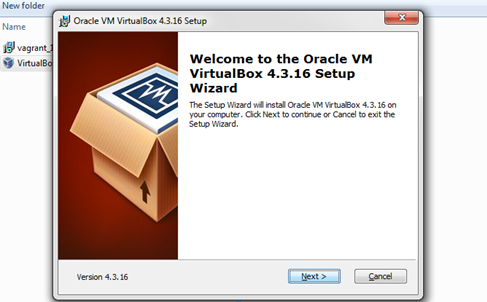 New folder
Name
vagrant_1
VirtualBo
Oracle VM VirtualBox 4.3.16 Setup
Welcome to the Oracle VM
VirtualBox 4.3.16 Setup
Wizard
The Setup Wizard will install Oracle VM VirtualBox 4.3.16 on
your computer. Click Next to continue or Cancel to exit the
Setup Wizard.
Version 4.3.16
Next >
Cancel